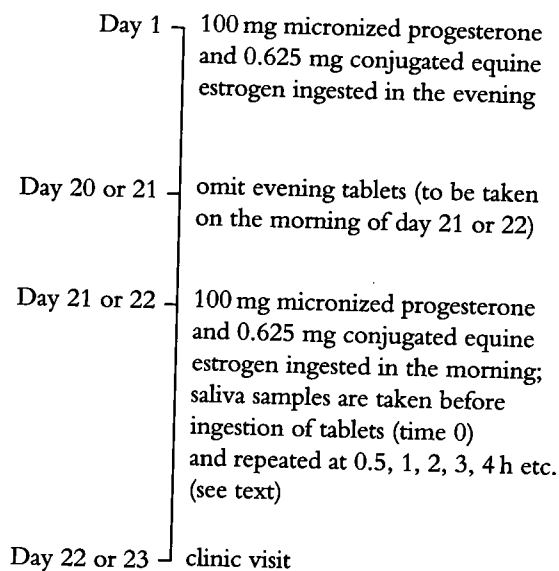 Day 1 100 mg micronized progesterone
and 0.625 mg conjugated equine
estrogen ingested in the evening
Day 20 or 21 omit evening tablets (to be taken
on the morning of day 21 or 22)
Day 21 or 22 100 mg micronized progesterone
and 0.625 mg conjugated equine
estrogen ingested in the morning;
saliva samples are taken before
ingestion of tablets (time 0)
and repeated at 0.5, 1, 2, 3, 4 h etc.
(see text)
Day 22 or 23 clinic visit